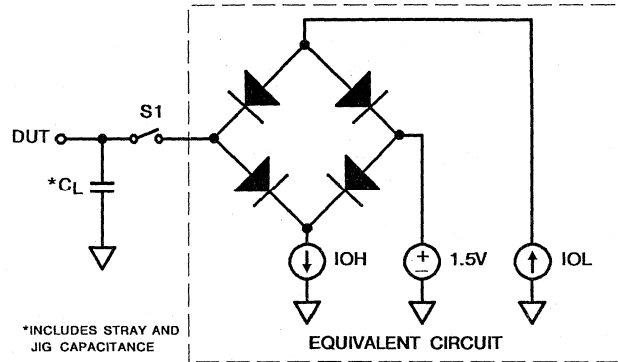 S1
DUT
*CL
IOH
+
−
1.5V
IOL
*INCLUDES STRAY AND
JIG CAPACITANCE
EQUIVALENT CIRCUIT